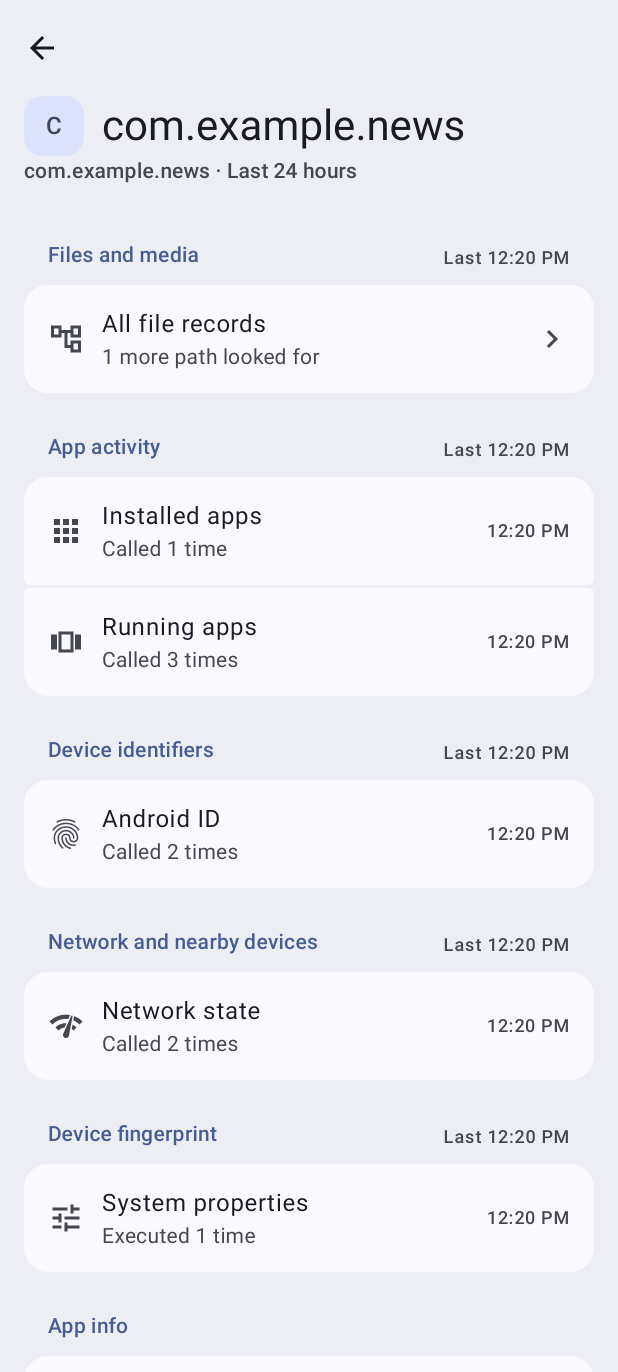 C
com.example.news
com.example.news · Last 24 hours
Files and media
Last 12:20 PM
All file records
1 more path looked for
App activity
Last 12:20 PM
Installed apps
Called 1 time
12:20 PM
Running apps
Called 3 times
12:20 PM
Device identifiers
Last 12:20 PM
Android ID
Called 2 times
12:20 PM
Network and nearby devices
Last 12:20 PM
Network state
Called 2 times
12:20 PM
Device fingerprint
Last 12:20 PM
System properties
Executed 1 time
12:20 PM
App info